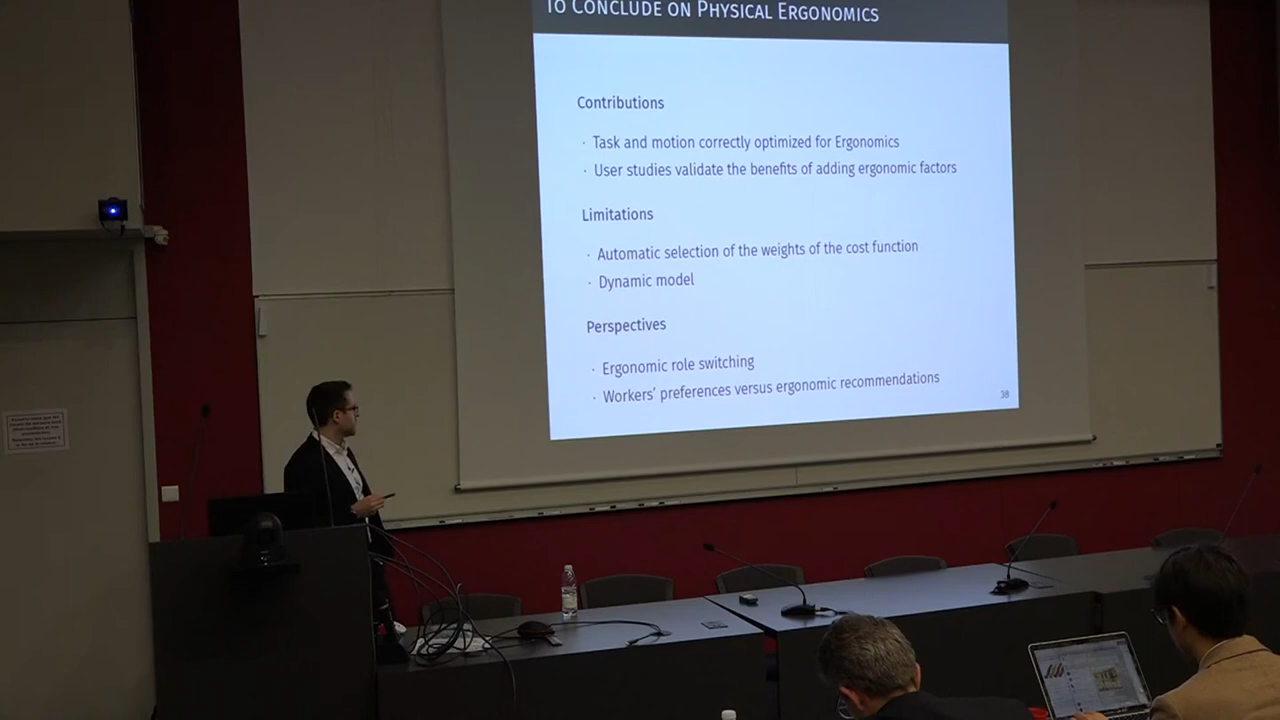 To Conclude on Physical Ergonomics
Contributions
· Task and motion correctly optimized for Ergonomics
· User studies validate the benefits of adding ergonomic factors
Limitations
· Automatic selection of the weights of the cost function
· Dynamic model
Perspectives
· Ergonomic role switching
· Workers' preferences versus ergonomic recommendations
38